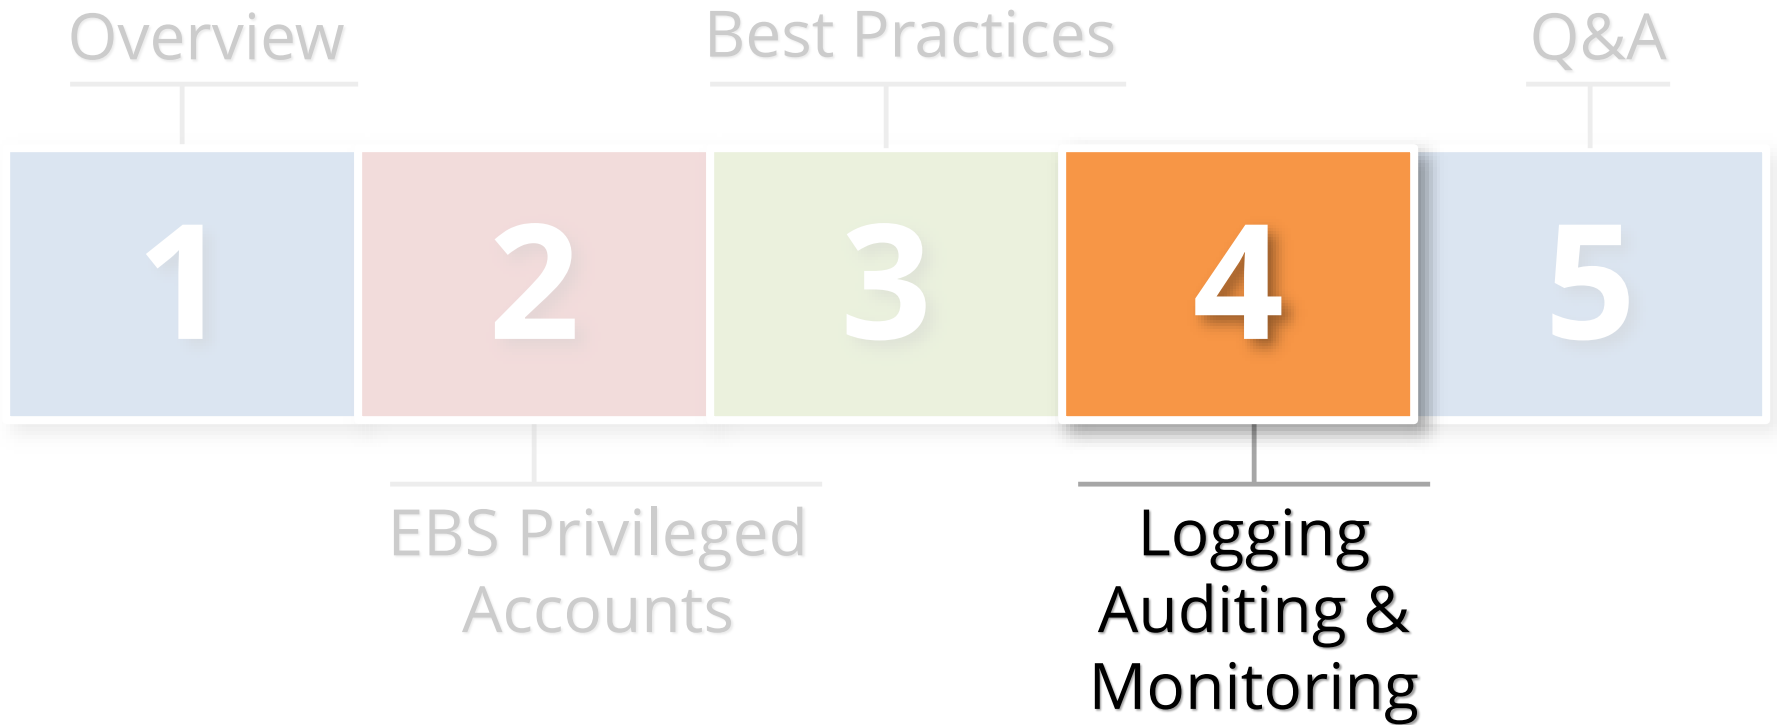 Overview
Best Practices
Q&A
1
2
3
4
5
EBS Privileged
Accounts
Logging
Auditing &
Monitoring